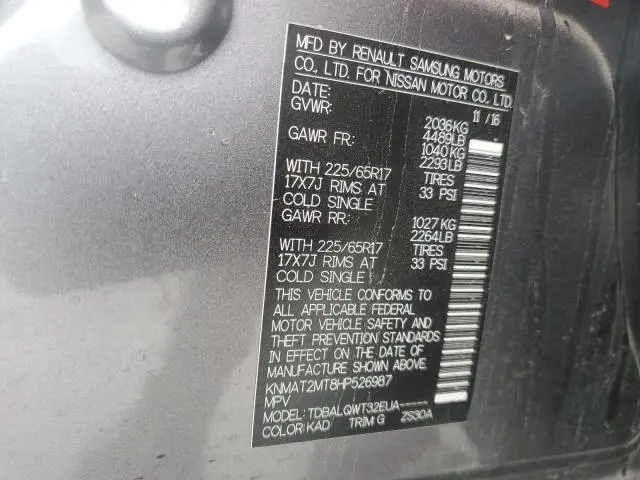 MFD BY RENAULT SAMSUNG MOTORS
CO., LTD. FOR NISSAN MOTOR CO., LTD.
DATE: 11 / 16
GVWR: 2036KG
4489LB
GAWR FR: 1040KG
2293LB
WITH 225/65R17 TIRES
17X7J RIMS AT 33 PSI
COLD SINGLE
GAWR RR: 1027 KG
2264LB
WITH 225/65R17 TIRES
17X7J RIMS AT 33 PSI
COLD SINGLE
THIS VEHICLE CONFORMS TO
ALL APPLICABLE FEDERAL
MOTOR VEHICLE SAFETY AND
THEFT PREVENTION STANDARDS
IN EFFECT ON THE DATE OF
MANUFACTURE SHOWN ABOVE.
KNMAT2MT8HP526987
MPV
MODEL: TDBALQWT32EUA-----
COLOR: KAD TRIM: G ZS30A